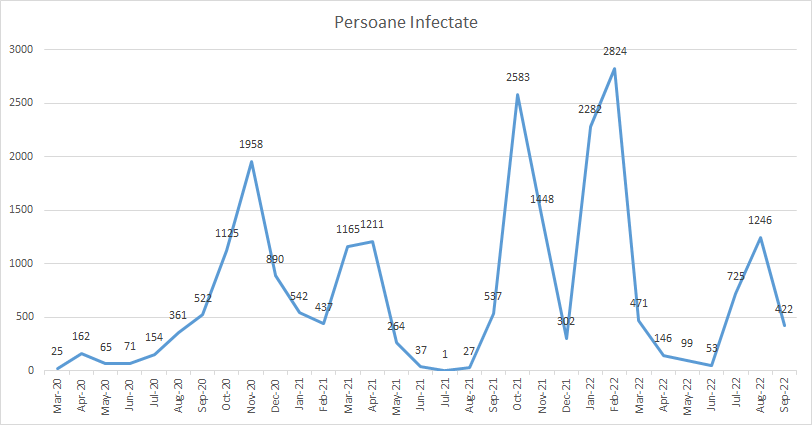 Persoane Infectate
3000
2500
2000
1500
1000
500
0
25
162
65
71
154
361
522
1125
1958
890
542
437
1165
1211
264
37
1
27
537
2583
1448
302
2282
2824
471
146
99
53
725
1246
422
Mar-20
Apr-20
May-20
Jun-20
Jul-20
Aug-20
Sep-20
Oct-20
Nov-20
Dec-20
Jan-21
Feb-21
Mar-21
Apr-21
May-21
Jun-21
Jul-21
Aug-21
Sep-21
Oct-21
Nov-21
Dec-21
Jan-22
Feb-22
Mar-22
Apr-22
May-22
Jun-22
Jul-22
Aug-22
Sep-22